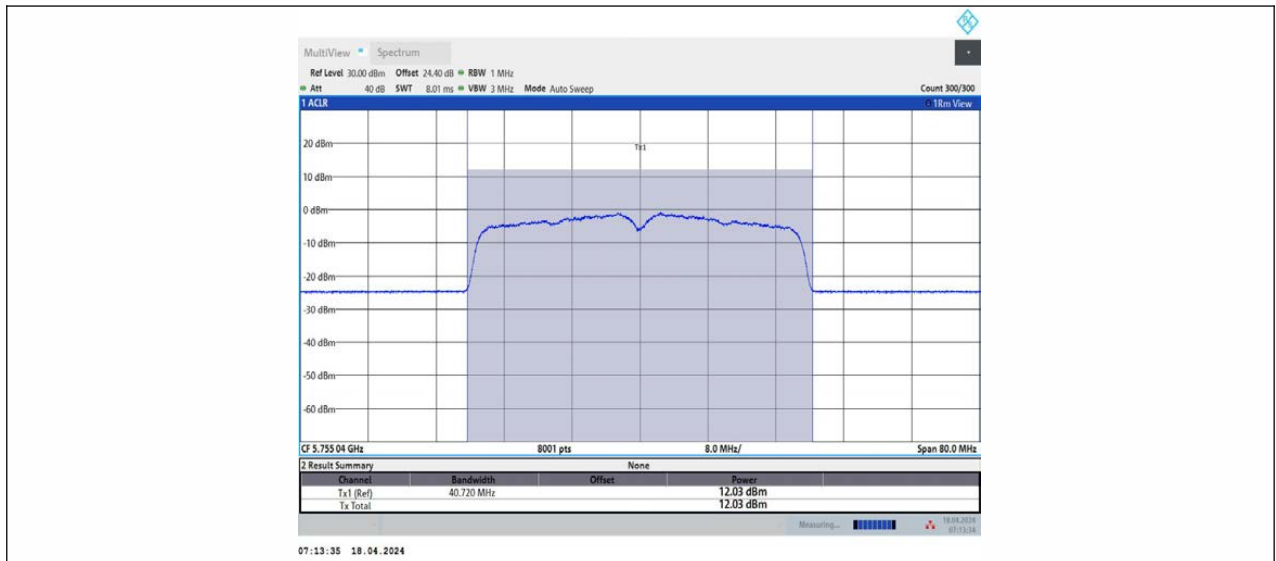 MultiView Spectrum
Ref Level 30.00 dBm Offset 24.40 dB RBW 1 MHz
Att 40 dB SWT 8.01 ms VBW 3 MHz Mode Auto Sweep Count 300/300
1 ACLR 1Rm View
20 dBm
Tx1
10 dBm
0 dBm
-10 dBm
-20 dBm
-30 dBm
-40 dBm
-50 dBm
-60 dBm
CF 5.755 04 GHz 8001 pts 8.0 MHz/ Span 80.0 MHz
2 Result Summary None
Channel Bandwidth Offset Power
Tx1 (Ref) 40.720 MHz 12.03 dBm
Tx Total 12.03 dBm
Measuring... 18.04.2024
07:13:34
07:13:35 18.04.2024